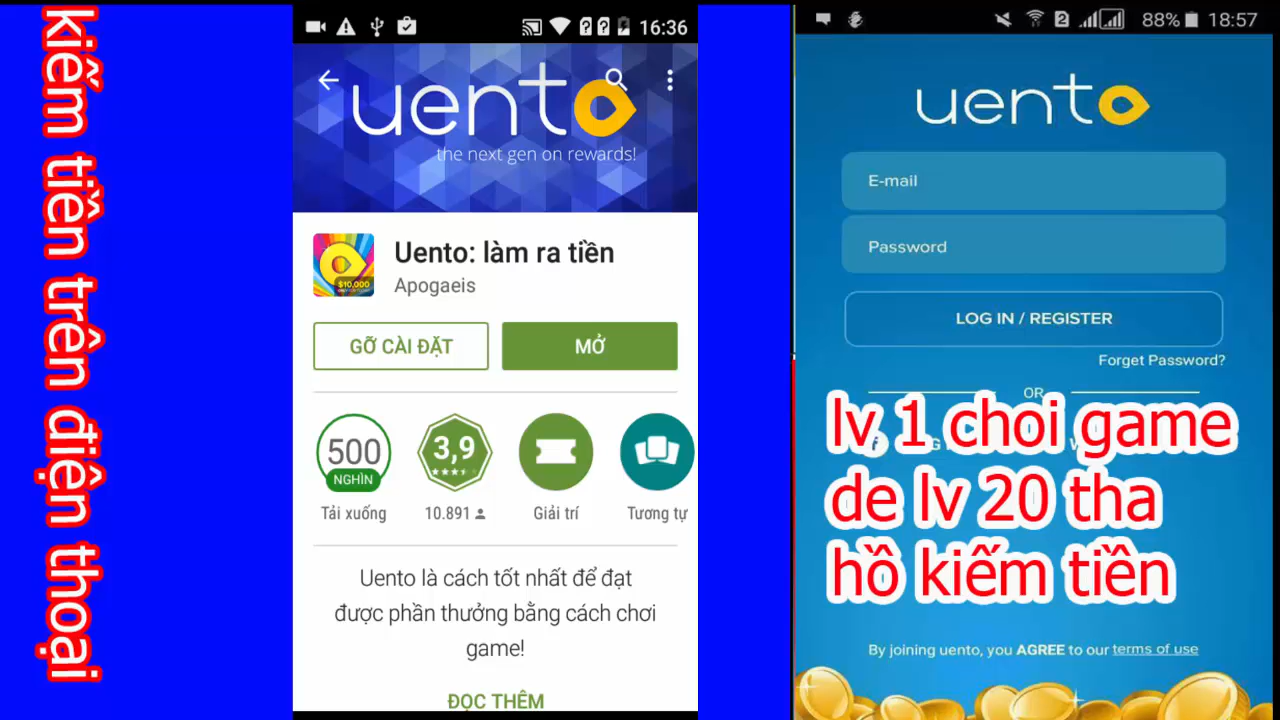 kiếm tiền trên điện thoại
16:36
uento
the next gen on rewards!
$10,000
Uento: làm ra tiền
Apogaeis
GỠ CÀI ĐẶT
MỞ
500
NGHÌN
3,9
Tải xuống
10.891
Giải trí
Tương tự
Uento là cách tốt nhất để đạt
được phần thưởng bằng cách chơi
game!
ĐỌC THÊM
2
88%
18:57
uento
E-mail
Password
LOG IN / REGISTER
Forget Password?
OR
lv 1 choi game
de lv 20 tha
hồ kiếm tiền
By joining uento, you AGREE to our terms of use